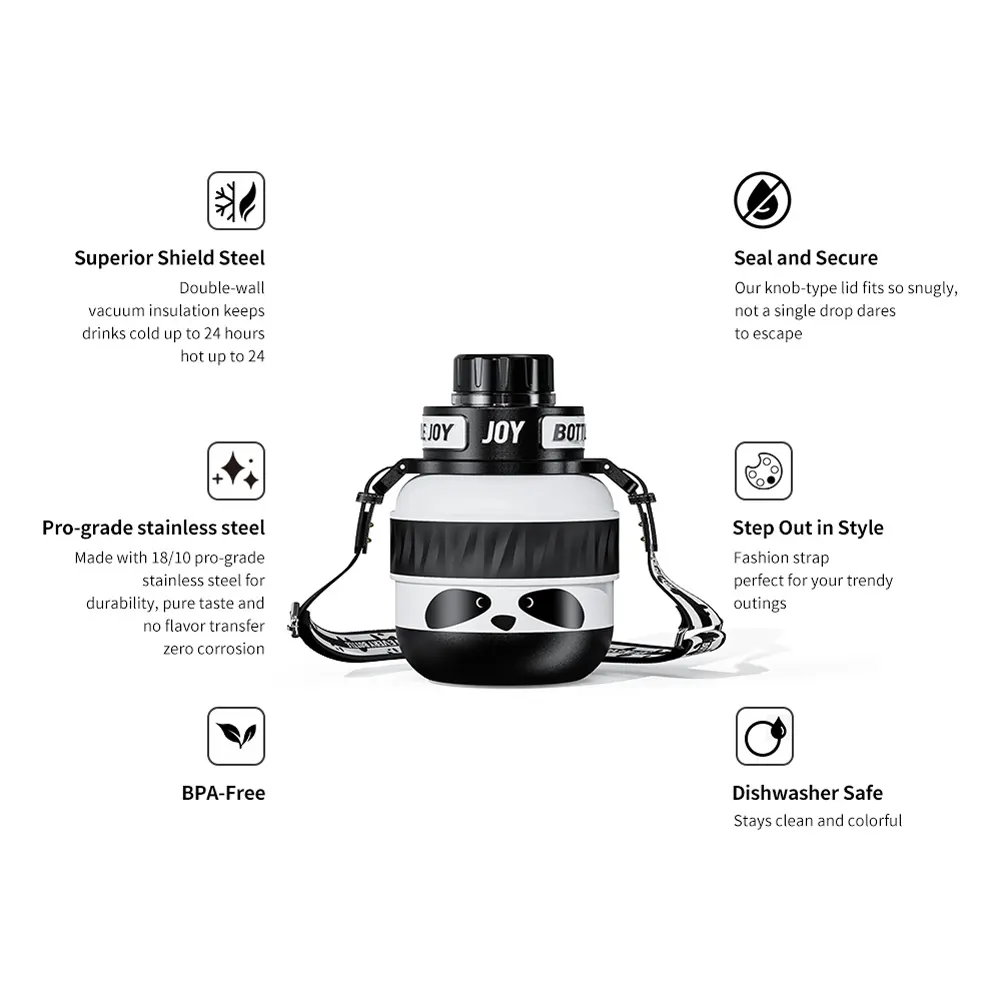 Superior Shield Steel
Double-wall
vacuum insulation keeps
drinks cold up to 24 hours
hot up to 24
Pro-grade stainless steel
Made with 18/10 pro-grade
stainless steel for
durability, pure taste and
no flavor transfer
zero corrosion
BPA-Free
JOY
JOY
BOTTL
Seal and Secure
Our knob-type lid fits so snugly,
not a single drop dares
to escape
Step Out in Style
Fashion strap
perfect for your trendy
outings
Dishwasher Safe
Stays clean and colorful